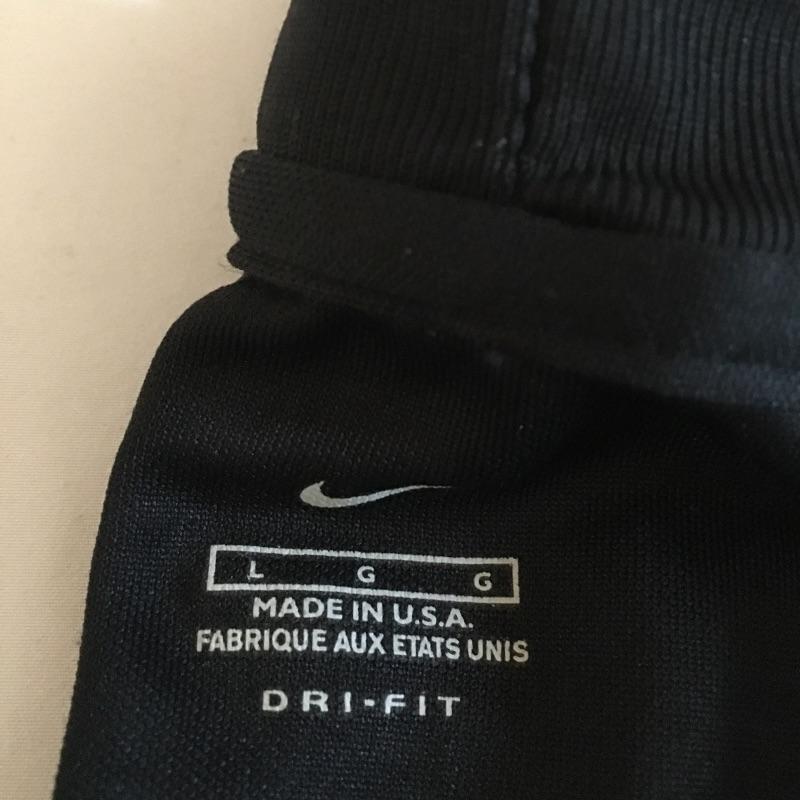 L G G
MADE IN U.S.A.
FABRIQUE AUX ETATS UNIS
DRI-FIT